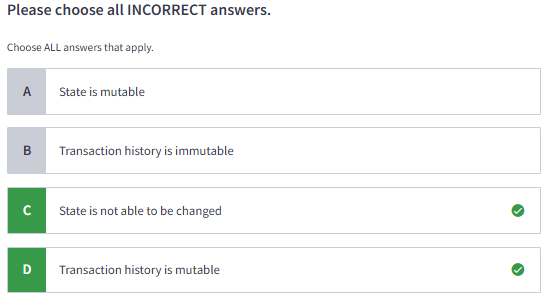 Please choose all INCORRECT answers.
Choose ALL answers that apply.
A State is mutable
B Transaction history is immutable
C State is not able to be changed
D Transaction history is mutable